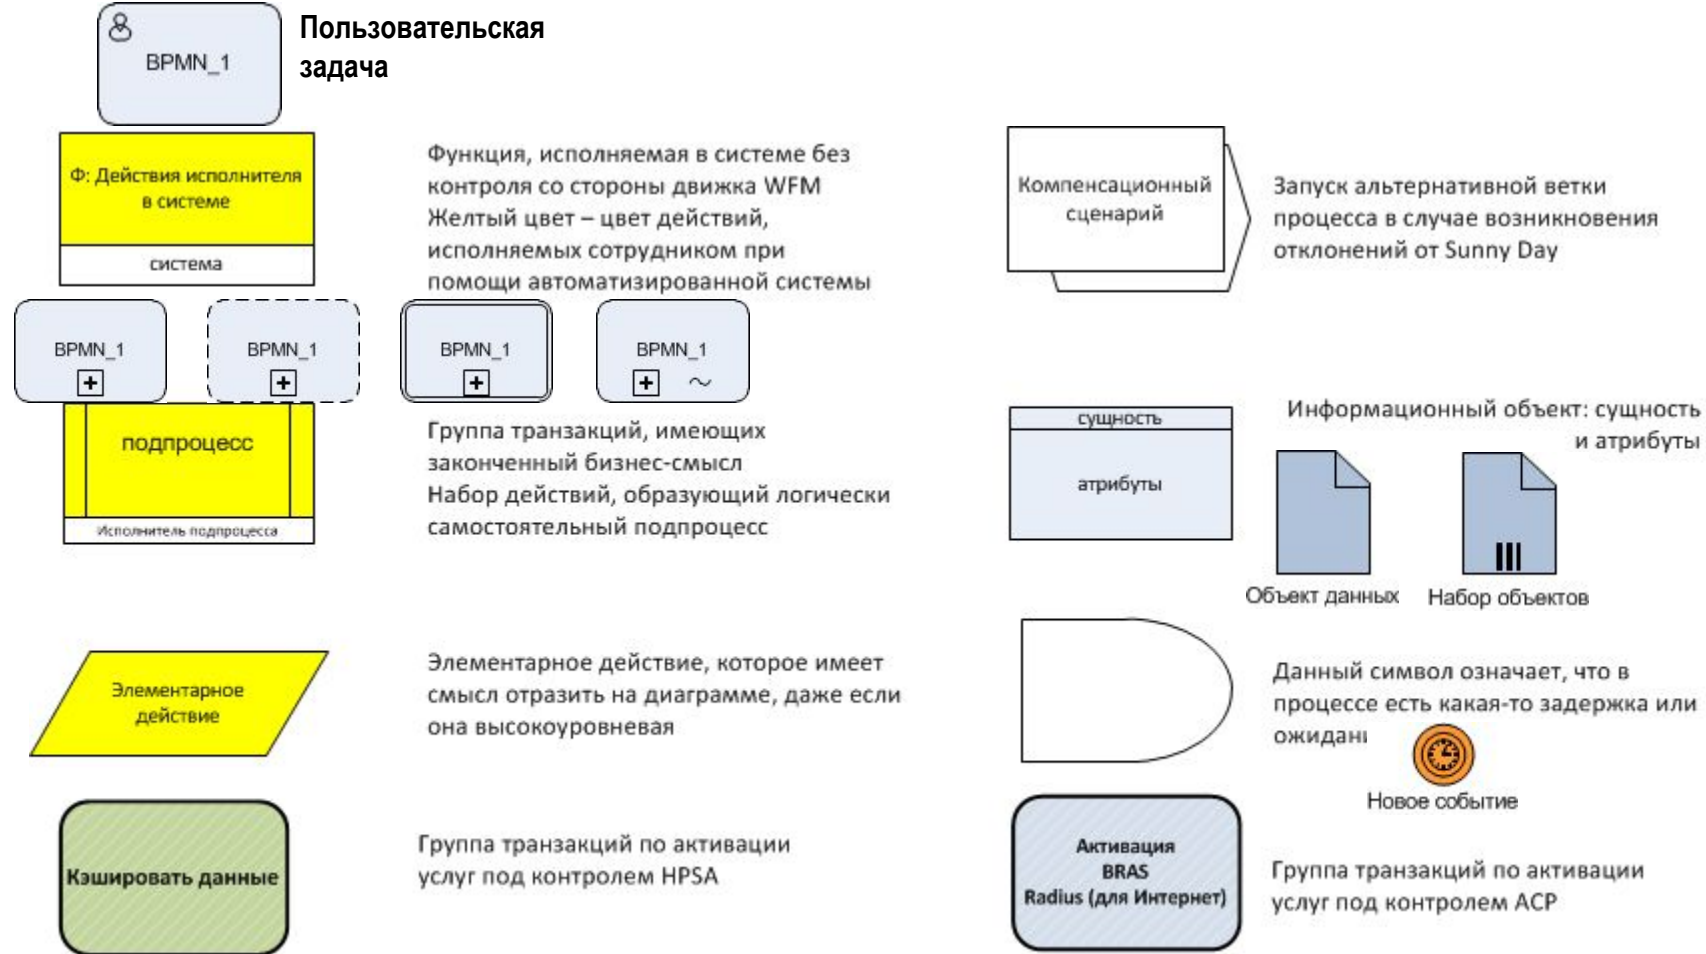 BPMN_1
Пользовательская
задача
Ф: Действия исполнителя
в системе
система
Функция, исполняемая в системе без
контроля со стороны движка WFM
Желтый цвет – цвет действий,
исполняемых сотрудником при
помощи автоматизированной системы
Компенсационный
сценарий
Запуск альтернативной ветки
процесса в случае возникновения
отклонений от Sunny Day
BPMN_1
BPMN_1
BPMN_1
BPMN_1
подпроцесс
Исполнитель подпроцесса
Группа транзакций, имеющих
законченный бизнес-смысл
Набор действий, образующий логически
самостоятельный подпроцесс
сущность
атрибуты
Информационный объект: сущность
и атрибуты
Объект данных
Набор объектов
Элементарное
действие
Элементарное действие, которое имеет
смысл отразить на диаграмме, даже если
она высокоуровневая
Данный символ означает, что в
процессе есть какая-то задержка или
ожидани
Новое событие
Кэшировать данные
Группа транзакций по активации
услуг под контролем HPSA
Активация
BRAS
Radius (для Интернет)
Группа транзакций по активации
услуг под контролем ACP